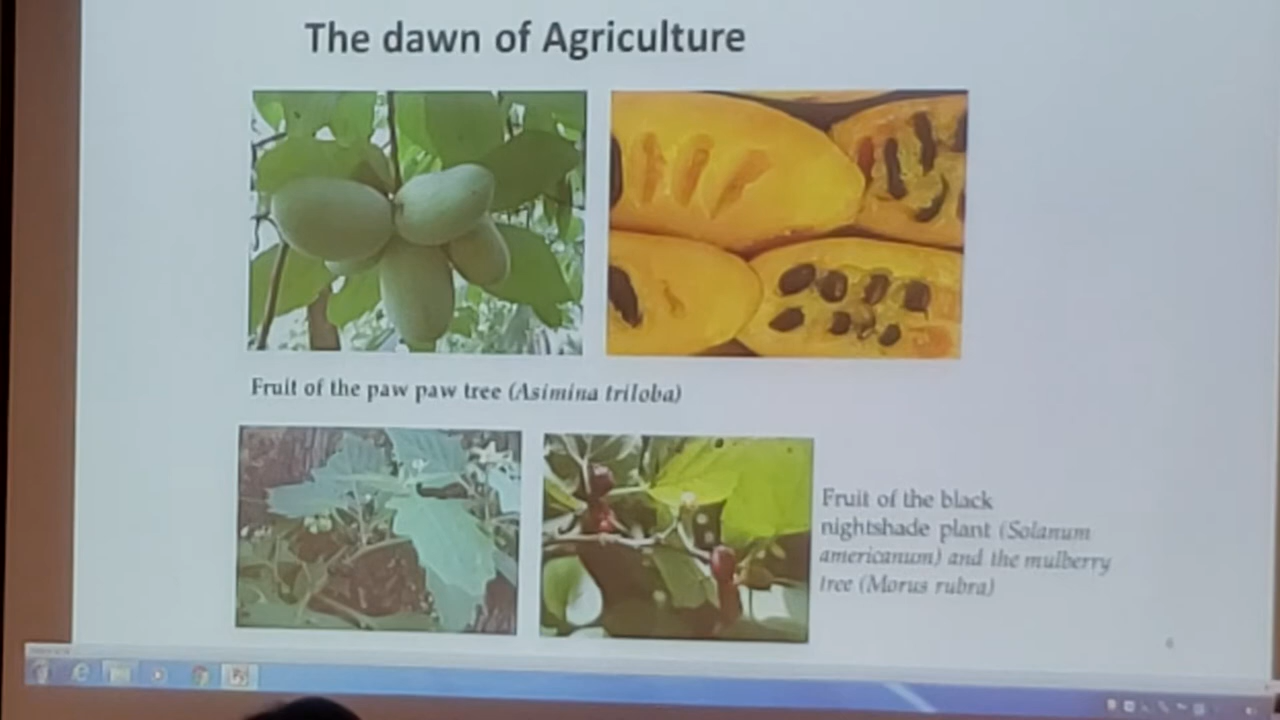 The dawn of Agriculture
Fruit of the paw paw tree (Asimina triloba)
Fruit of the black
nightshade plant (Solanum
americanum) and the mulberry
tree (Morus rubra)
6